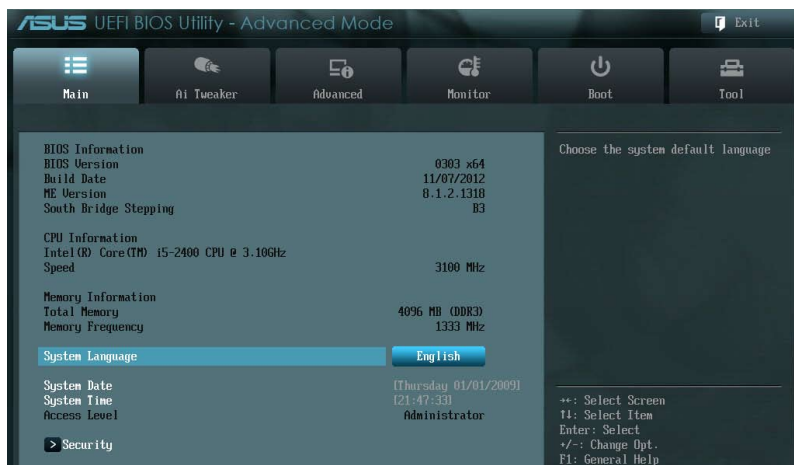 ASUS UEFI BIOS Utility - Advanced Mode
Exit
Main
Ai Tweaker
Advanced
Monitor
Boot
Tool
BIOS Information
BIOS Version 0303 x64
Build Date 11/07/2012
ME Version 8.1.2.1318
South Bridge Stepping B3
CPU Information
Intel(R) Core(TM) i5-2400 CPU @ 3.10GHz
Speed 3100 MHz
Memory Information
Total Memory 4096 MB (DDR3)
Memory Frequency 1333 MHz
System Language English
System Date [Thursday 01/01/2009]
System Time [21:47:33]
Access Level Administrator
> Security
Choose the system default language
→←: Select Screen
↑↓: Select Item
Enter: Select
+/-: Change Opt.
F1: General Help